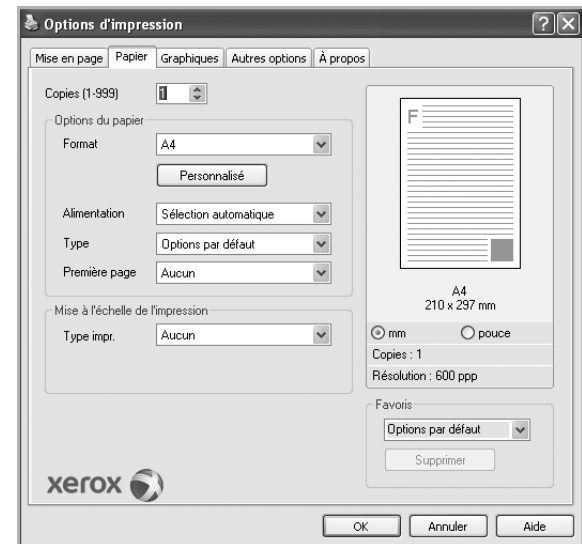 Options d'impression
Mise en page Papier Graphiques Autres options À propos
Copies (1-999) 1
Options du papier
Format A4
Personnalisé
Alimentation Sélection automatique
Type Options par défaut
Première page Aucun
Mise à l'échelle de l'impression
Type impr. Aucun
F
A4
210 x 297 mm
mm pouce
Copies : 1
Résolution : 600 ppp
Favoris
Options par défaut
Supprimer
xerox
OK Annuler Aide